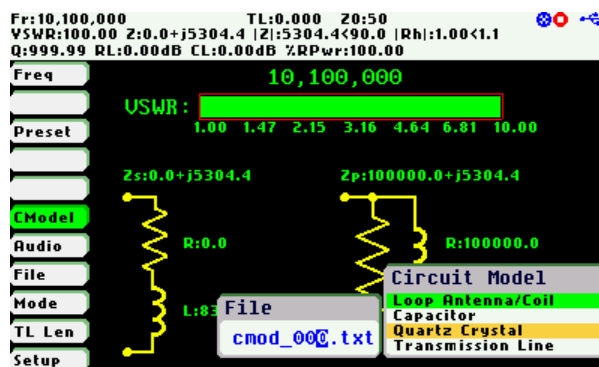 Fr:10,100,000 TL:0.000 Z0:50
VSWR:100.00 Z:0.0+j5304.4 |Z|:5304.4<90.0 |Rh|:1.00<1.1
Q:999.99 RL:0.00dB CL:0.00dB %RPwr:100.00
Freq
10,100,000
VSWR:
Preset
1.00 1.47 2.15 3.16 4.64 6.81 10.00
Zs:0.0+j5304.4 Zp:100000.0+j5304.4
CModel
Audio
R:0.0 R:100000.0
File
Circuit Model
Mode
L:83
File
Loop Antenna/Coil
Capacitor
TL Len
cmod_000.txt
Quartz Crystal
Transmission Line
Setup